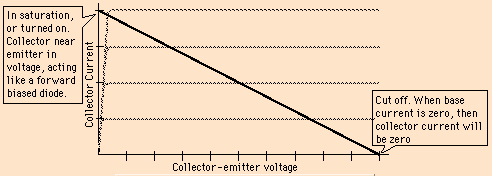 In saturation,
or turned on.
Collector near
emitter in
voltage, acting
like a forward
biased diode.
Collector Current
Cut off. When base
current is zero, then
collector current will
be zero
Collector-emitter voltage